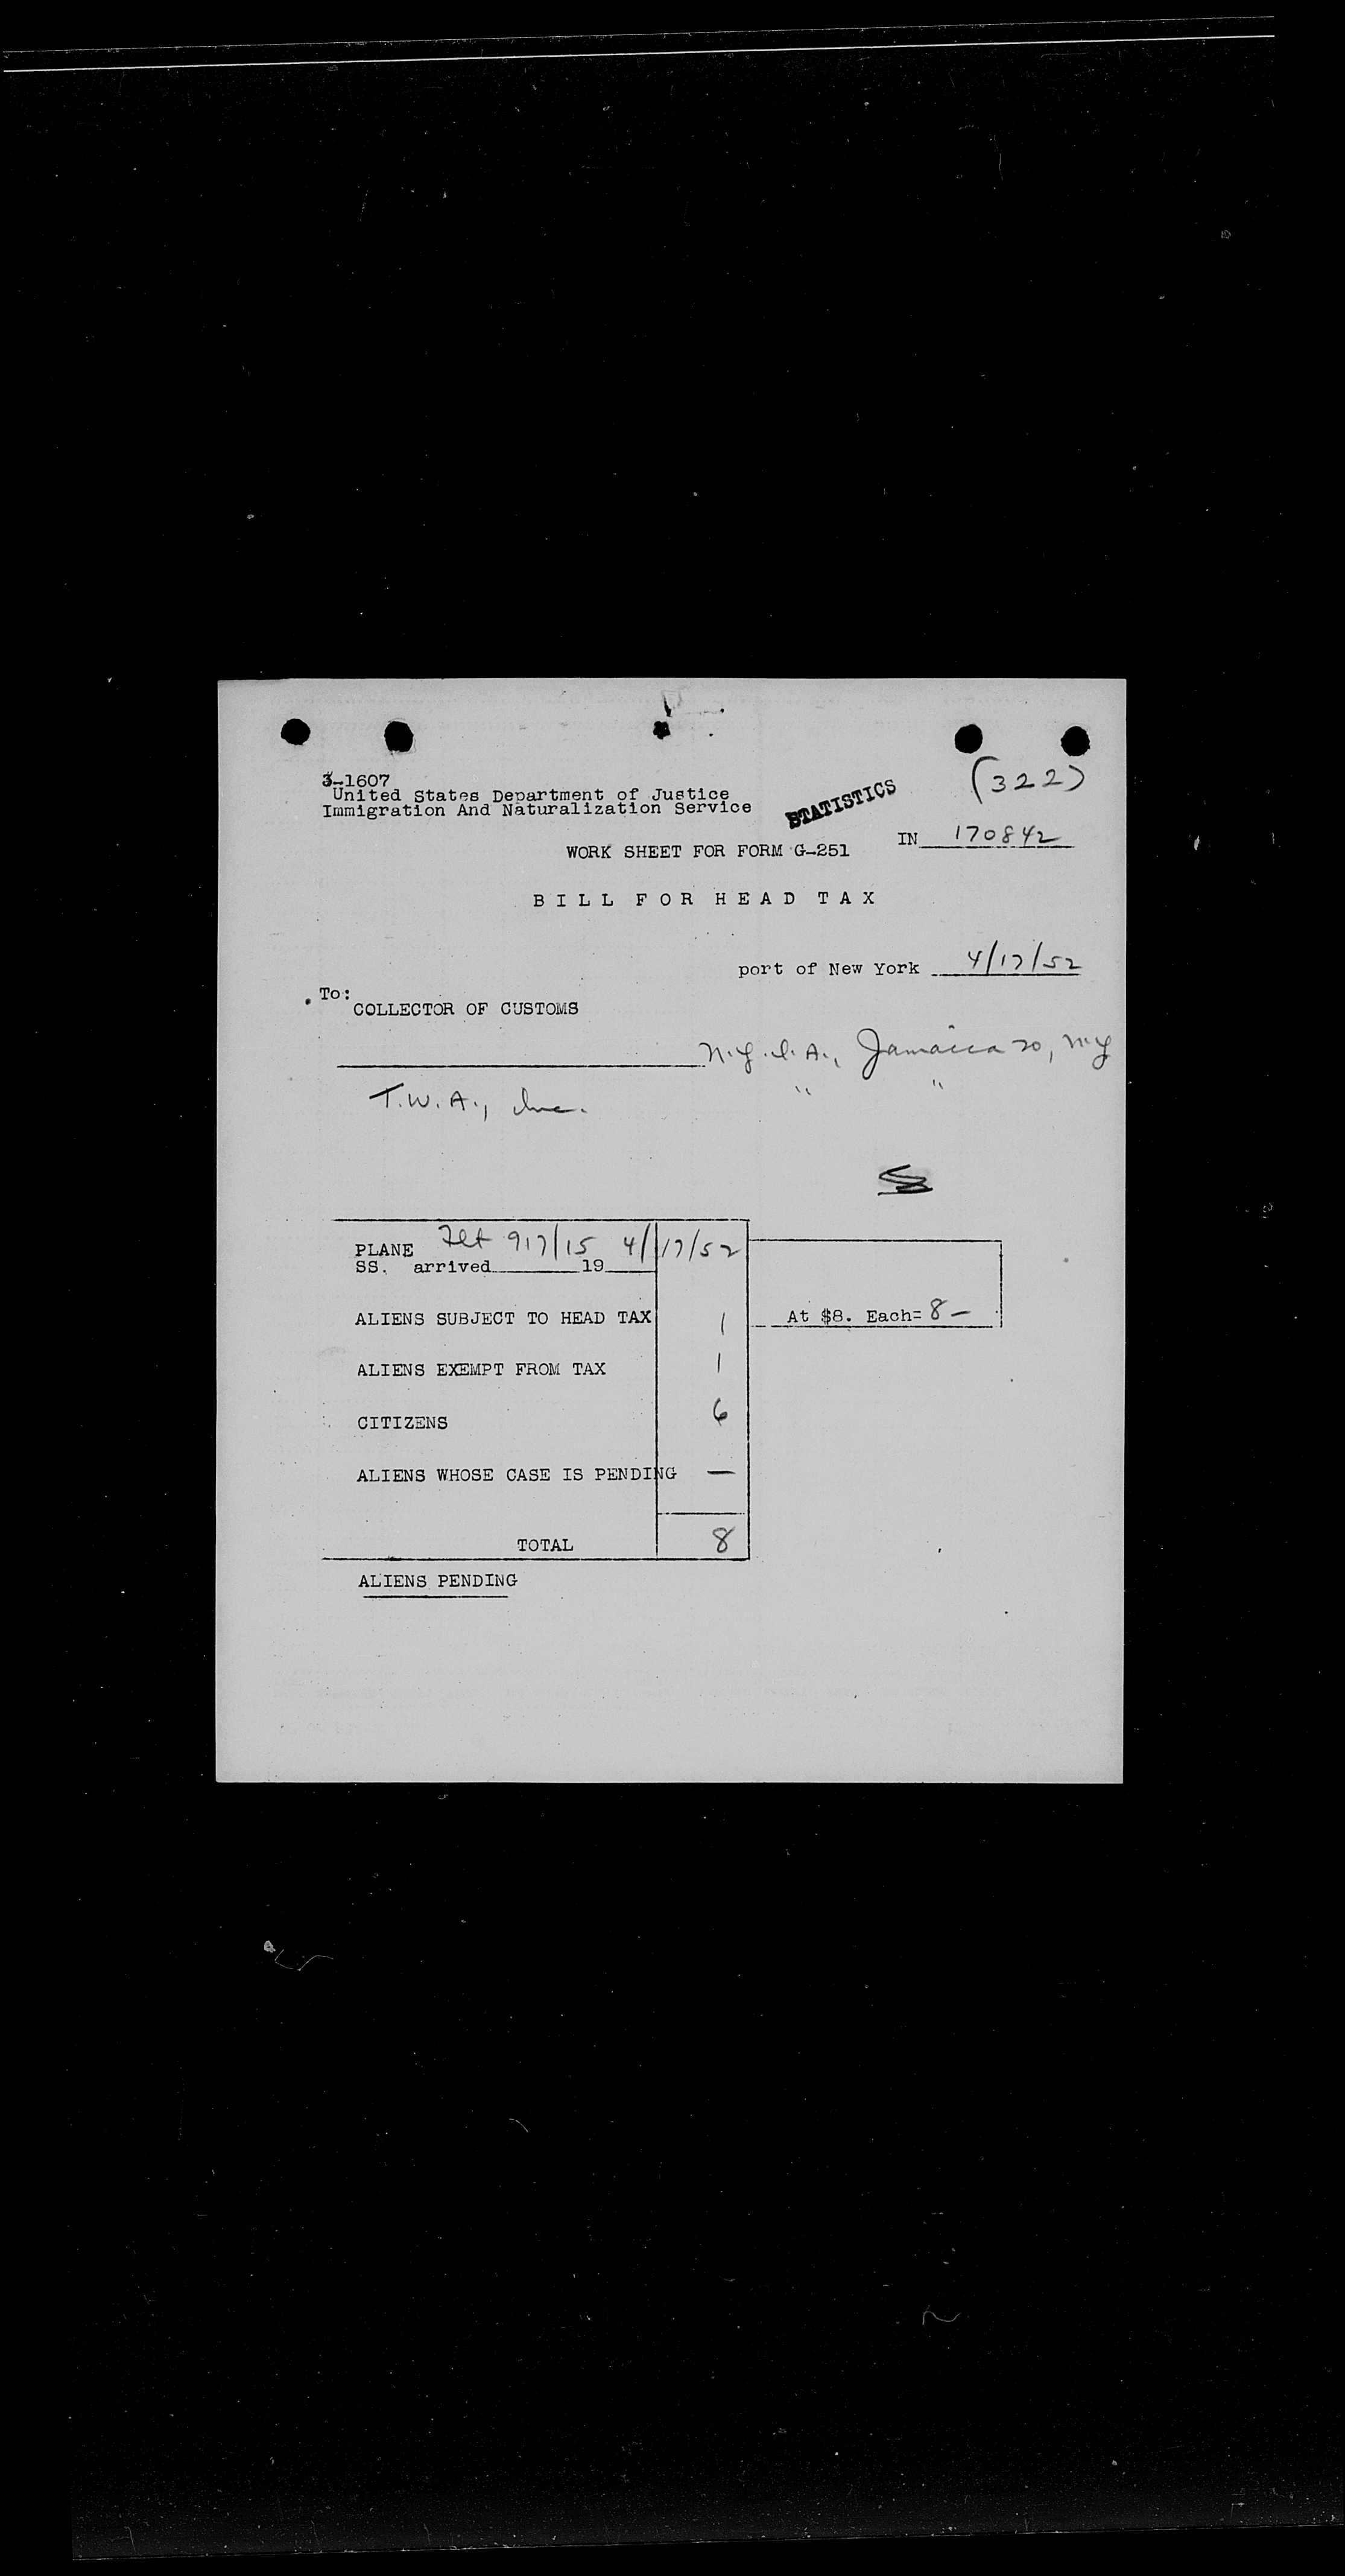 (322)
3-1607
United States Department of Justice
Immigration And Naturalization Service
STATISTICS
IN 170842
WORK SHEET FOR FORM G-251
BILL FOR HEAD TAX
port of New York 4/17/52
To:
COLLECTOR OF CUSTOMS
N.Y.I.A., Jamaica 30, NY
T.W.A., Inc. " "
PLANE Flt 917/15 4/17/52
SS. arrived 19
ALIENS SUBJECT TO HEAD TAX 1 At $8. Each= 8 —
ALIENS EXEMPT FROM TAX 1
CITIZENS 6
ALIENS WHOSE CASE IS PENDING —
TOTAL 8
ALIENS PENDING